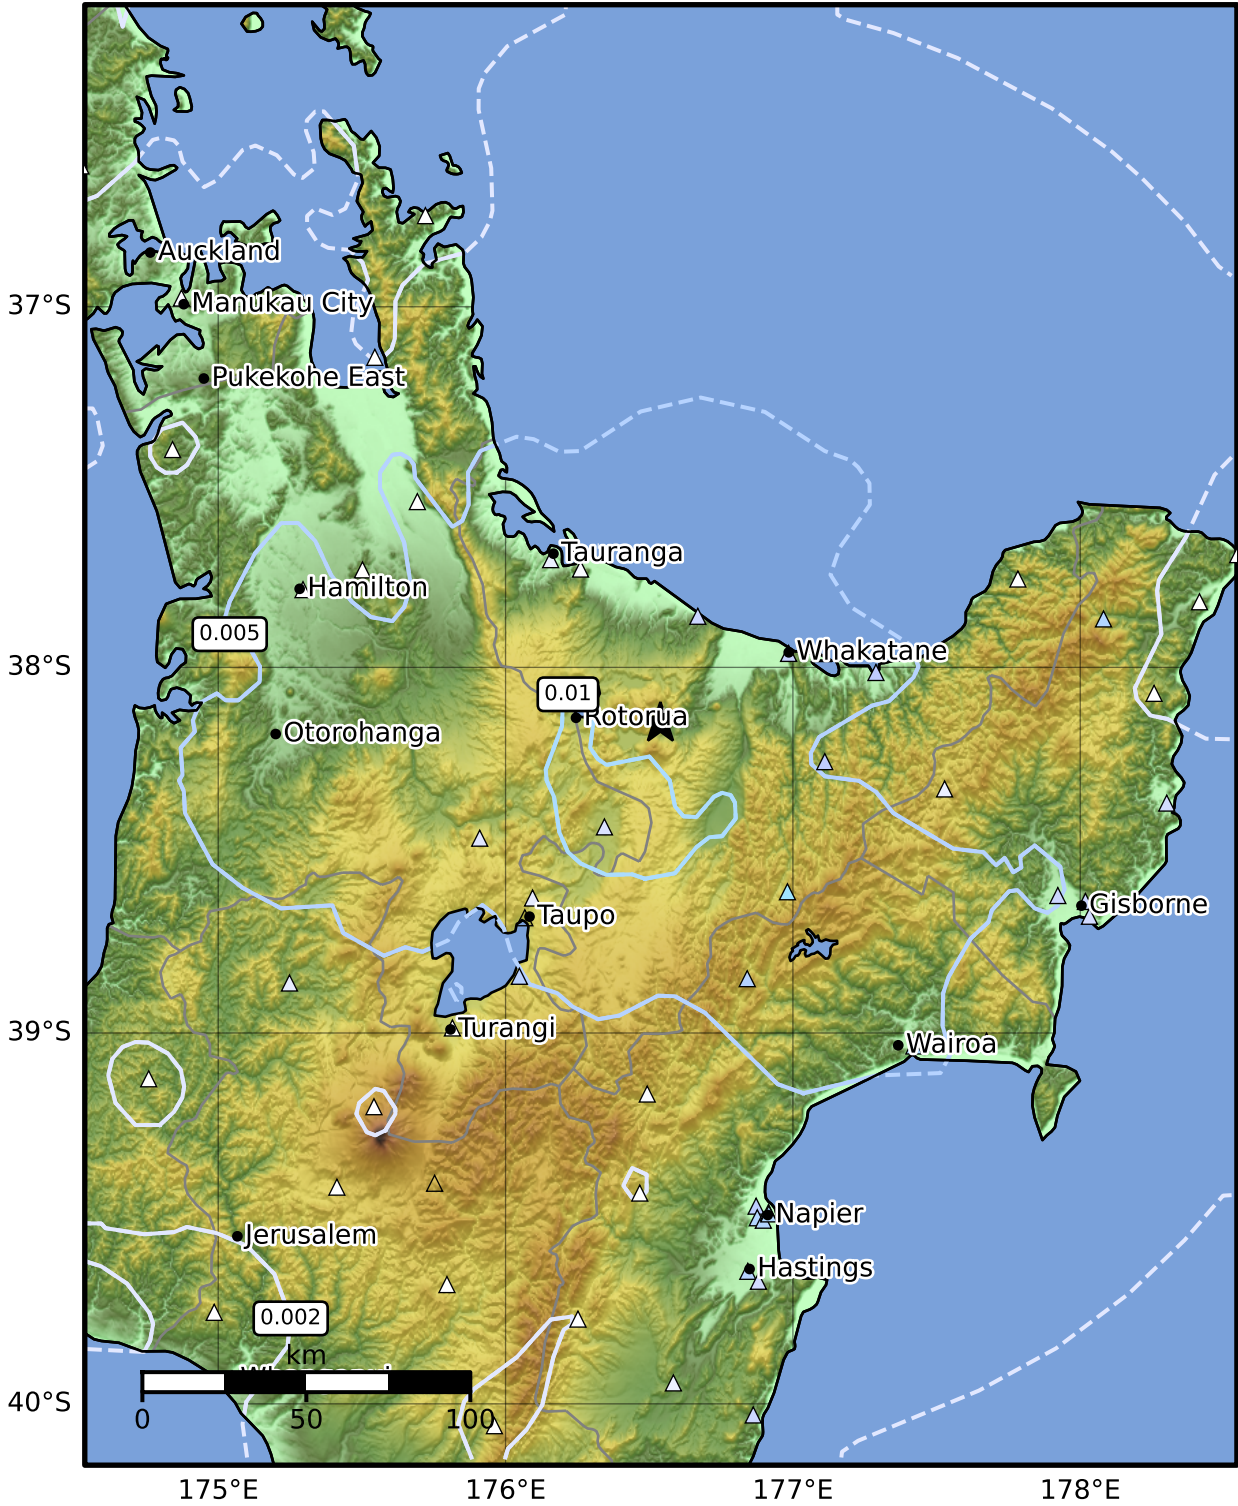 Auckland
Manukau City
37°S
Pukekohe East
Tauranga
Hamilton
0.005
Whakatane
38°S
0.01
Rotorua
Otorohanga
Gisborne
Taupo
Turangi
39°S
Wairoa
Napier
Jerusalem
Hastings
0.002
km
40°S
0
50
100
175°E
176°E
177°E
178°E